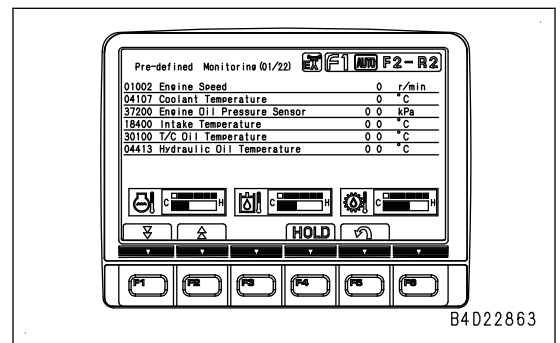 Pre-defined Monitoring (01/22) EX F1 AUTO F2-R2
01002 Engine Speed 0 r/min
04107 Coolant Temperature 0 °C
37200 Engine Oil Pressure Sensor 0 0 kPa
18400 Intake Temperature 0 0 °C
30100 T/C Oil Temperature 0 0 °C
04413 Hydraulic Oil Temperature 0 0 °C
C H C H C H
HOLD
F1 F2 F3 F4 F5 F6
B4D22863